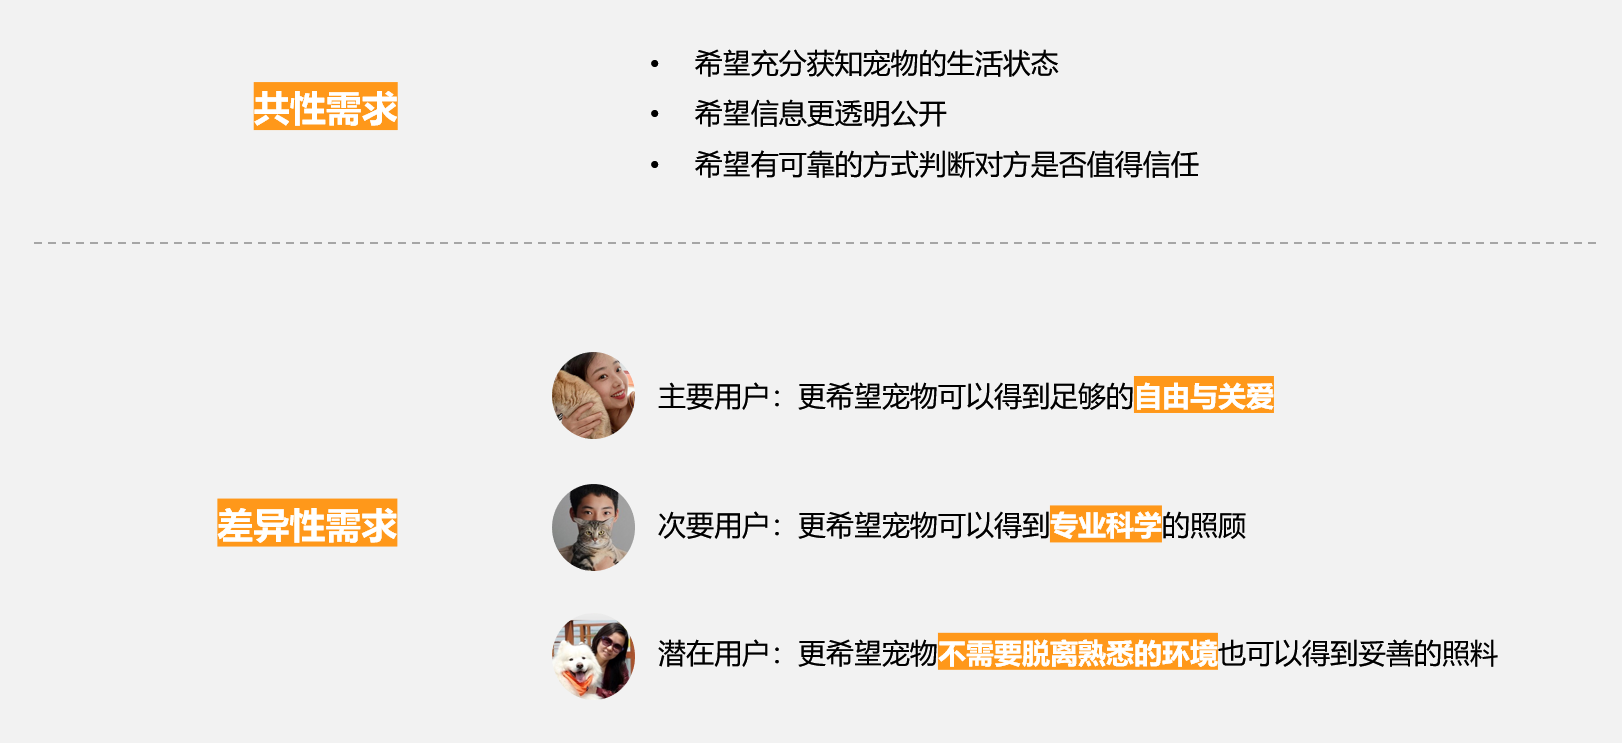 共性需求
• 希望充分获知宠物的生活状态
• 希望信息更透明公开
• 希望有可靠的方式判断对方是否值得信任
差异性需求
主要用户：更希望宠物可以得到足够的自由与关爱
次要用户：更希望宠物可以得到专业科学的照顾
潜在用户：更希望宠物不需要脱离熟悉的环境也可以得到妥善的照料